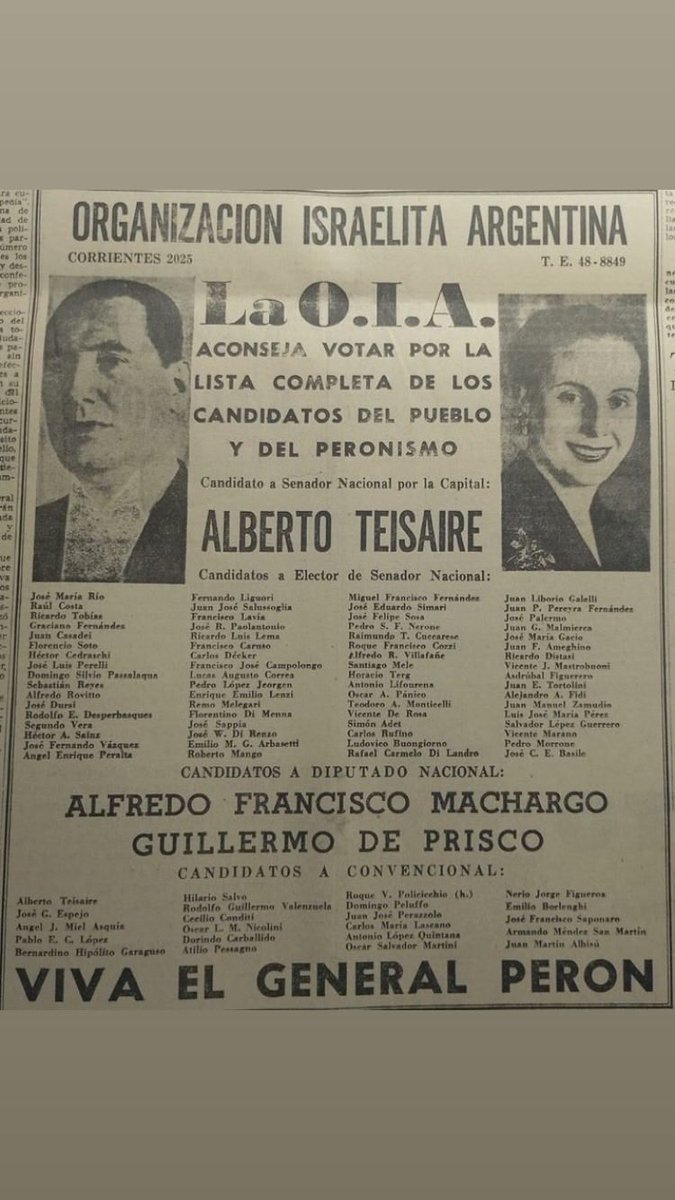 ORGANIZACION ISRAELITA ARGENTINA
CORRIENTES 2025
T. E. 48-8849
La O.I.A.
ACONSEJA VOTAR POR LA
LISTA COMPLETA DE LOS
CANDIDATOS DEL PUEBLO
Y DEL PERONISMO
Candidato a Senador Nacional por la Capital:
ALBERTO TEISAIRE
Candidatos a Elector de Senador Nacional:
José María Río
Raúl Costa
Ricardo Tobías
Graciano Fernández
Juan Casadei
Florencio Soto
Héctor Cedraschi
José Luis Perelli
Domingo Silvio Passalaqua
Sebastián Reyes
Alfredo Rovitto
José Dursi
Rodolfo E. Desperbasques
Segundo Vera
Héctor A. Sainz
José Fernando Vázquez
Angel Enrique Peralta
Fernando Liguori
Juan José Salussoglia
Francisco Lavia
José R. Paolantonio
Ricardo Luis Lema
Francisco Caruso
Carlos Décker
Francisco José Campolongo
Lucas Augusto Correa
Pedro López Jeorgen
Enrique Emilio Lenzi
Remo Melegari
Florentino Di Menna
José Sappia
José W. Di Renzo
Emilio M. G. Arbasetti
Roberto Mango
Miguel Francisco Fernández
José Eduardo Simari
José Felipe Sosa
Pedro S. F. Nerone
Raimundo T. Cuccarese
Roque Francisco Cozzi
Alfredo R. Villafañe
Santiago Mele
Horacio Terg
Antonio Lifourena
Oscar A. Pánico
Teodoro A. Monticelli
Vicente De Rosa
Simón Adet
Carlos Rufino
Ludovico Buongiorno
Rafael Carmelo Di Landro
Juan Liborio Galelli
Juan P. Pereyra Fernández
José Palermo
Juan G. Malmierca
José María Gacio
Juan F. Ameghino
Ricardo Distasi
Vicente J. Mastrobuoni
Asdrúbal Figuerero
Juan E. Tortolini
Alejandro A. Fidi
Juan Manuel Zamudio
Luis José María Pérez
Salvador López Guerrero
Vicente Marano
Pedro Morrone
José C. E. Basile
CANDIDATOS A DIPUTADO NACIONAL:
ALFREDO FRANCISCO MACHARGO
GUILLERMO DE PRISCO
CANDIDATOS A CONVENCIONAL:
Alberto Teisaire
José G. Espejo
Angel J. Miel Asquía
Pablo E. C. López
Bernardino Hipólito Garaguso
Hilario Salvo
Rodolfo Guillermo Valenzuela
Cecilio Conditi
Oscar L. M. Nicolini
Dorindo Carballido
Atilio Pessagno
Roque V. Policicchio (h.)
Domingo Peluffo
Juan José Perazzolo
Carlos María Lascano
Antonio López Quintana
Oscar Salvador Martini
Nerio Jorge Figueroa
Emilio Borlenghi
José Francisco Saponaro
Armando Méndez San Martín
Juan Martín Albisú
VIVA EL GENERAL PERON